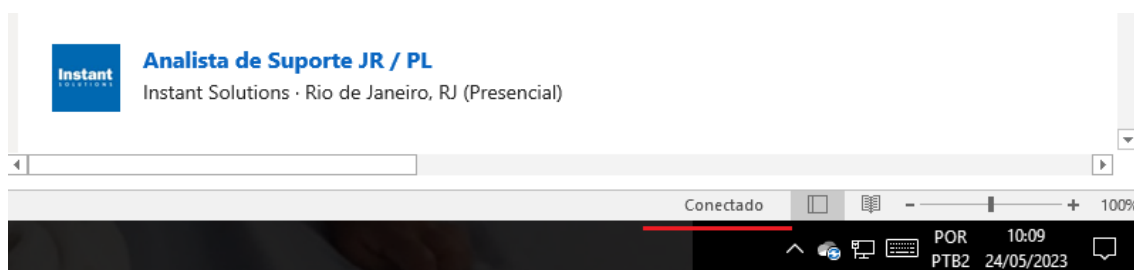 Instant
SOLUTIONS
Analista de Suporte JR / PL
Instant Solutions · Rio de Janeiro, RJ (Presencial)
Conectado
100%
POR
10:09
PTB2
24/05/2023